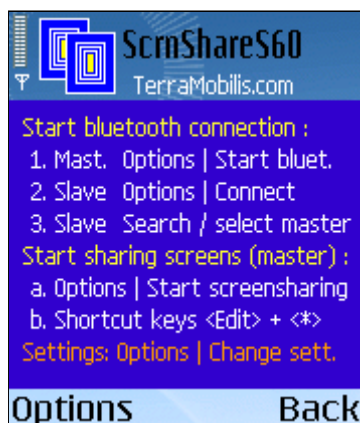 ScrnShareS60
TerraMobilis.com
Start bluetooth connection :
1. Mast. Options | Start bluet.
2. Slave Options | Connect
3. Slave Search / select master
Start sharing screens (master) :
a. Options | Start screensharing
b. Shortcut keys <Edit> + <*>
Settings: Options | Change sett.
Options Back